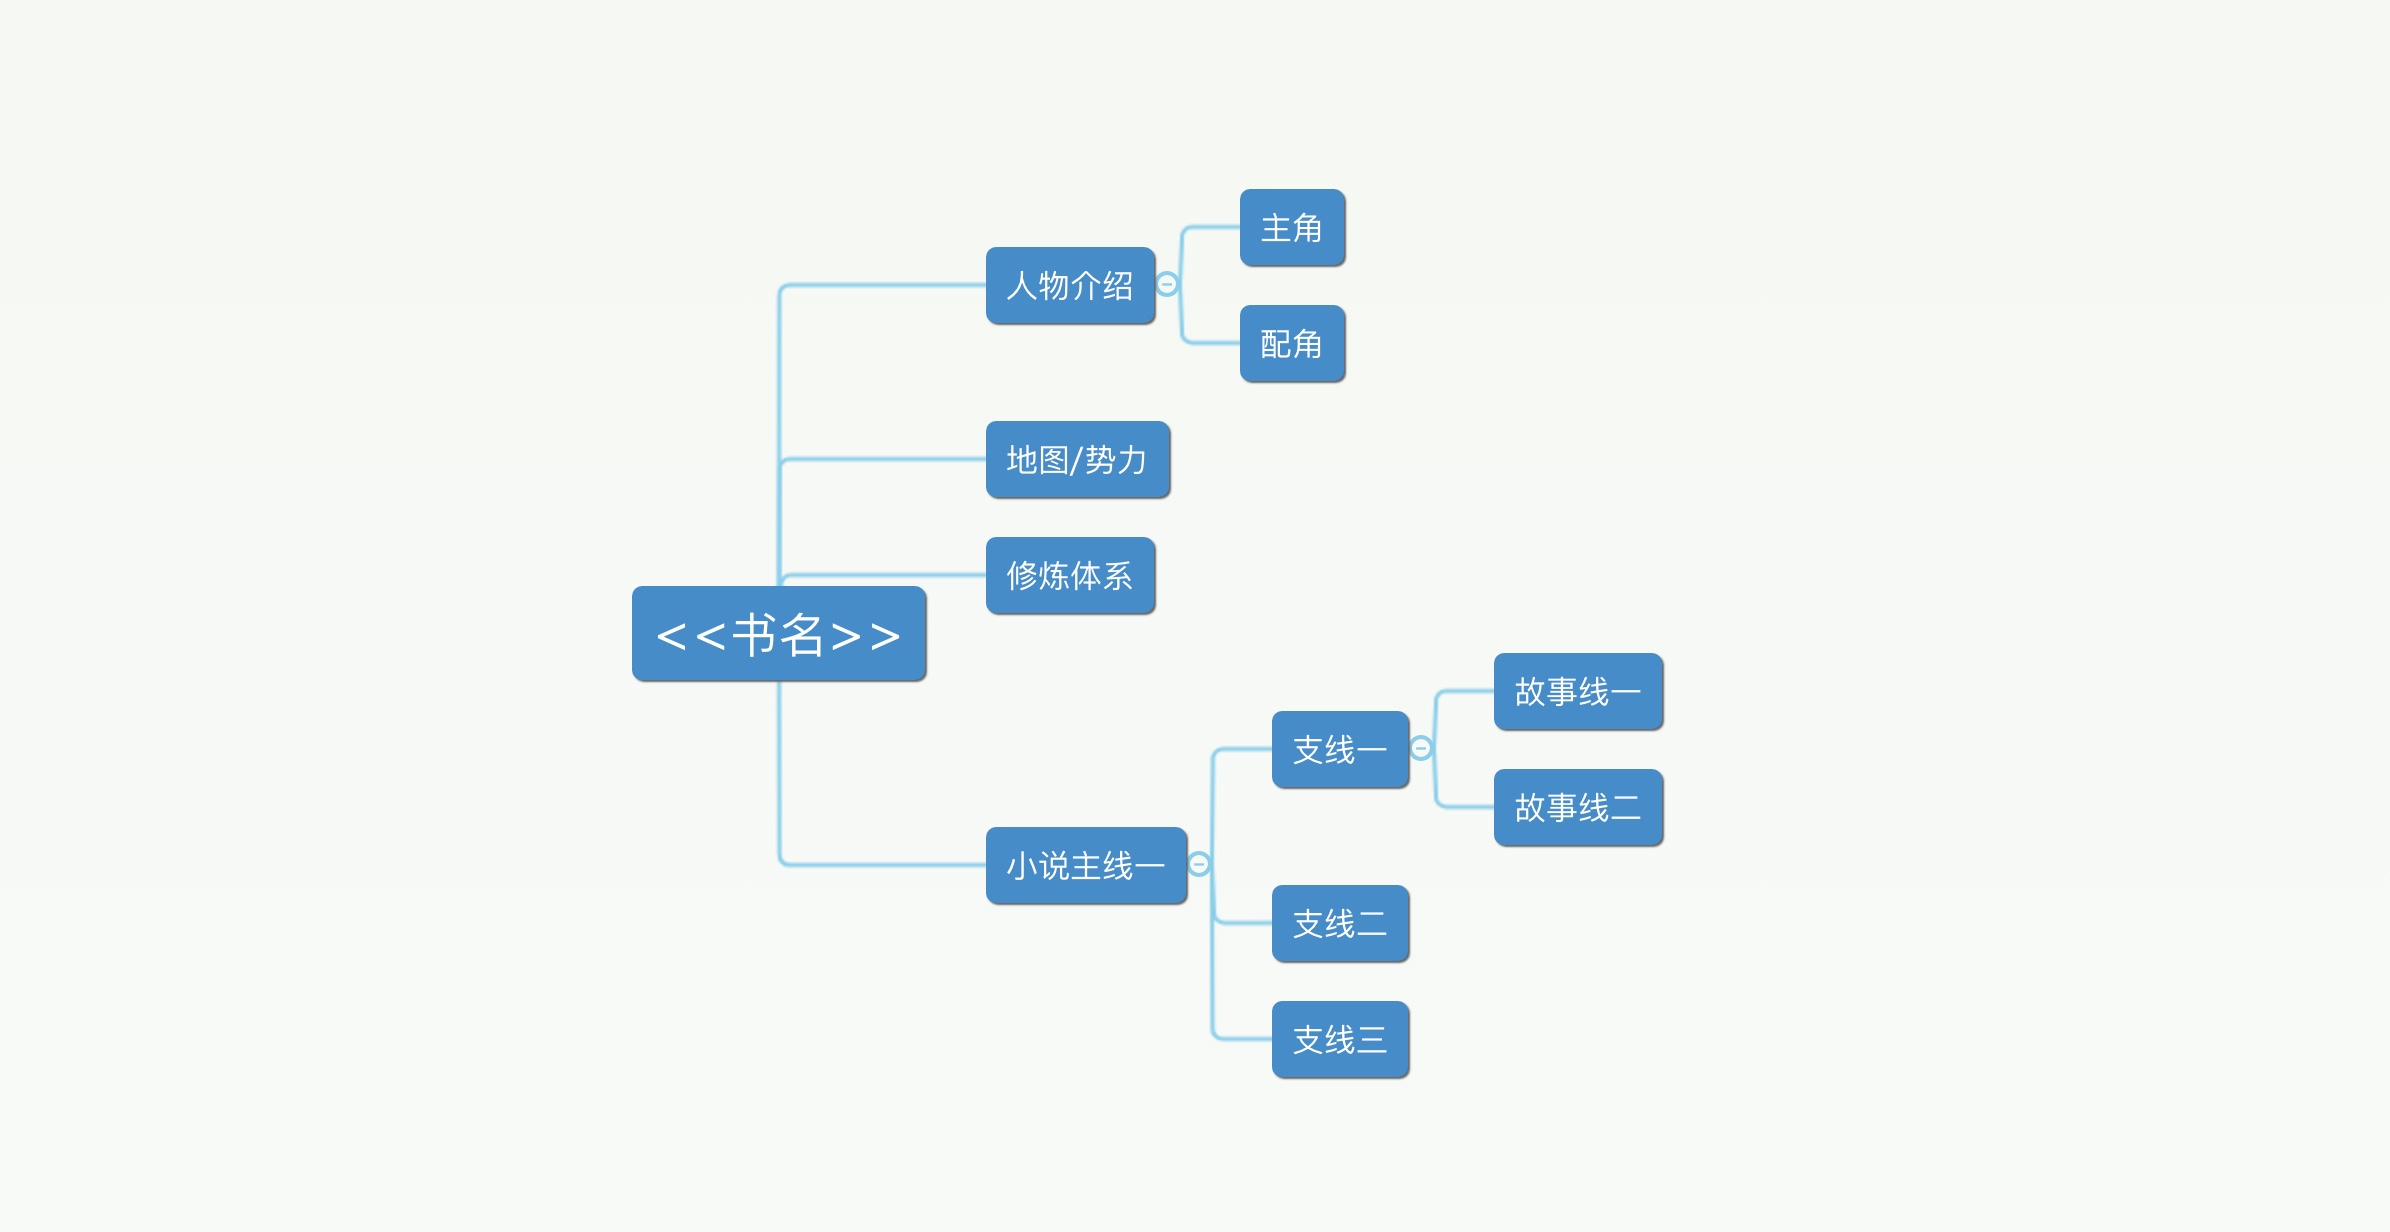 <<书名>>
人物介绍
主角
配角
地图/势力
修炼体系
小说主线一
支线一
故事线一
故事线二
支线二
支线三